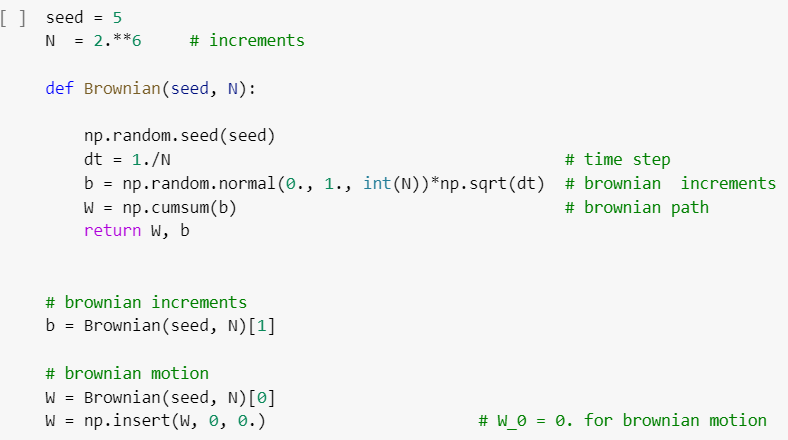 [ ] seed = 5
N  = 2.**6     # increments
def Brownian(seed, N):
np.random.seed(seed)
dt = 1./N                                         # time step
b = np.random.normal(0., 1., int(N))*np.sqrt(dt)  # brownian  increments
W = np.cumsum(b)                                  # brownian path
return W, b
# brownian increments
b = Brownian(seed, N)[1]
# brownian motion
W = Brownian(seed, N)[0]
W = np.insert(W, 0, 0.)                      # W_0 = 0. for brownian motion